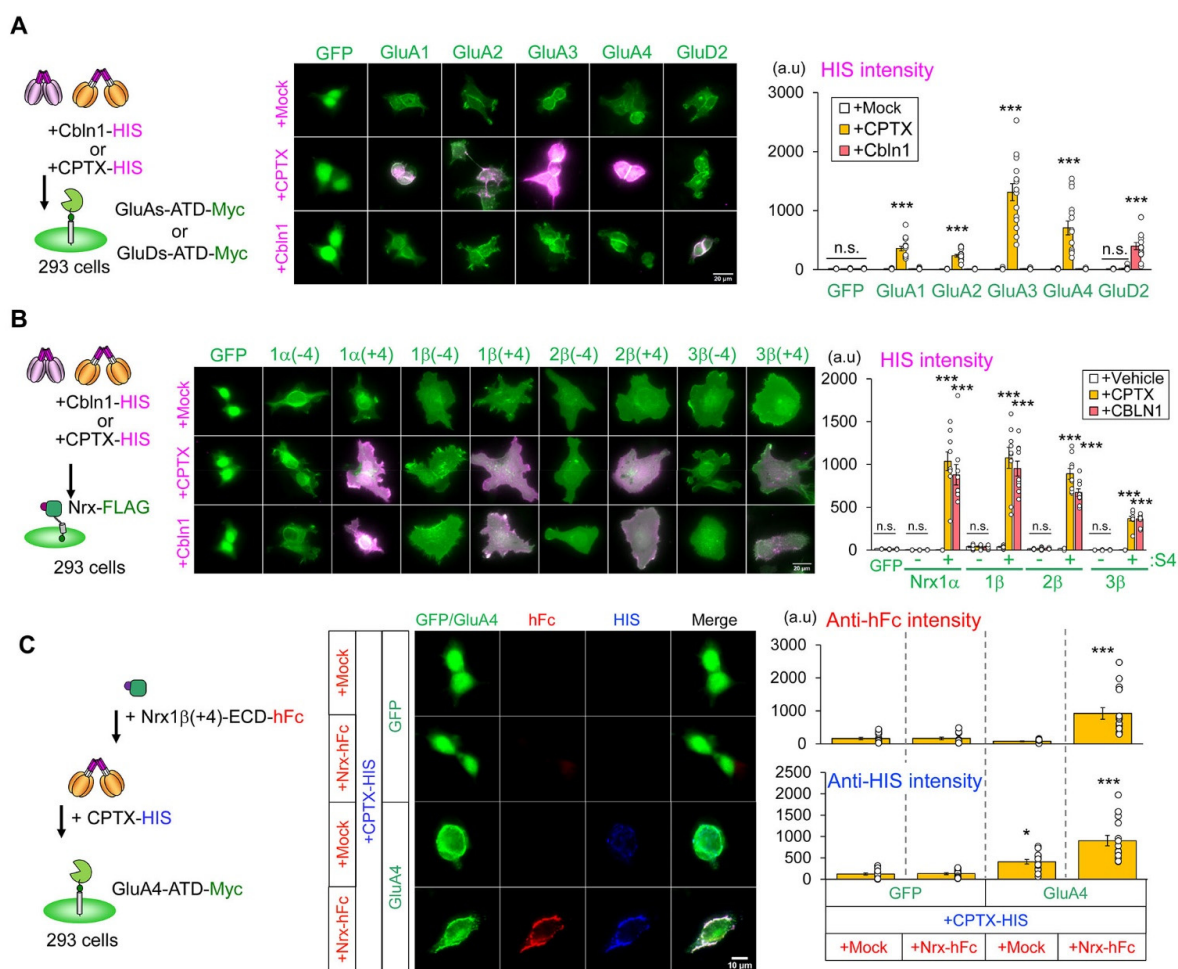 A
+Cbln1-HIS
or
+CPTX-HIS
GluAs-ATD-Myc
or
GluDs-ATD-Myc
293 cells
GFP GluA1 GluA2 GluA3 GluA4 GluD2
+Mock
+CPTX
+Cbln1
20 μm
(a.u)
HIS intensity
+Mock
+CPTX
+Cbln1
3000
2000
1000
0
n.s. *** *** *** *** n.s. ***
GFP GluA1 GluA2 GluA3 GluA4 GluD2
B
+Cbln1-HIS
or
+CPTX-HIS
Nrx-FLAG
293 cells
GFP 1α(-4) 1α(+4) 1β(-4) 1β(+4) 2β(-4) 2β(+4) 3β(-4) 3β(+4)
+Mock
+CPTX
+Cbln1
20 μm
(a.u)
HIS intensity
+Vehicle
+CPTX
+CBLN1
2000
1500
1000
500
0
n.s. n.s. *** *** n.s. *** *** n.s. *** *** n.s. *** ***
GFP - + - + - + - + :S4
Nrx1α 1β 2β 3β
C
+ Nrx1β(+4)-ECD-hFc
+ CPTX-HIS
GluA4-ATD-Myc
293 cells
GFP/GluA4 hFc HIS Merge
+Mock
+Nrx-hFc
+Mock
+Nrx-hFc
+CPTX-HIS
GFP
GluA4
10 μm
(a.u)
Anti-hFc intensity
3000
2000
1000
0
***
Anti-HIS intensity
2500
2000
1500
1000
500
0
* ***
GFP GluA4
+CPTX-HIS
+Mock +Nrx-hFc +Mock +Nrx-hFc